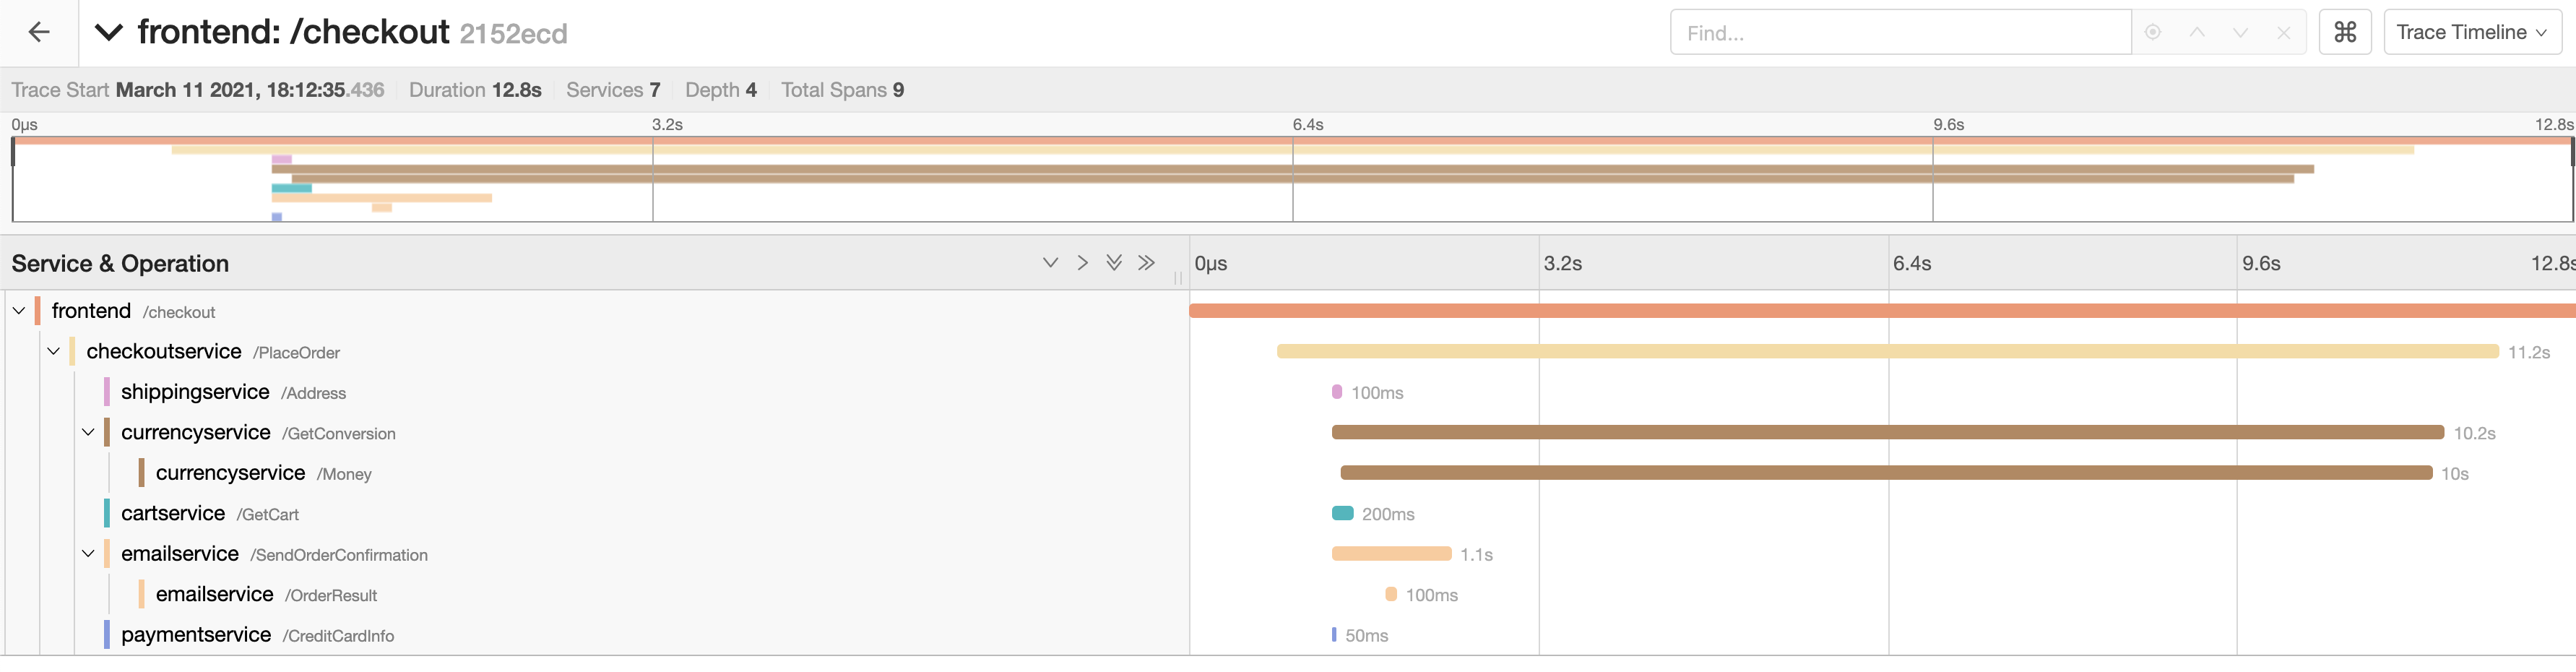 frontend: /checkout 2152ecd Find... ⌘ Trace Timeline
Trace Start March 11 2021, 18:12:35.436 Duration 12.8s Services 7 Depth 4 Total Spans 9
0μs 3.2s 6.4s 9.6s 12.8s
Service & Operation 0μs 3.2s 6.4s 9.6s 12.8s
frontend /checkout
checkoutservice /PlaceOrder 11.2s
shippingservice /Address 100ms
currencyservice /GetConversion 10.2s
currencyservice /Money 10s
cartservice /GetCart 200ms
emailservice /SendOrderConfirmation 1.1s
emailservice /OrderResult 100ms
paymentservice /CreditCardInfo 50ms